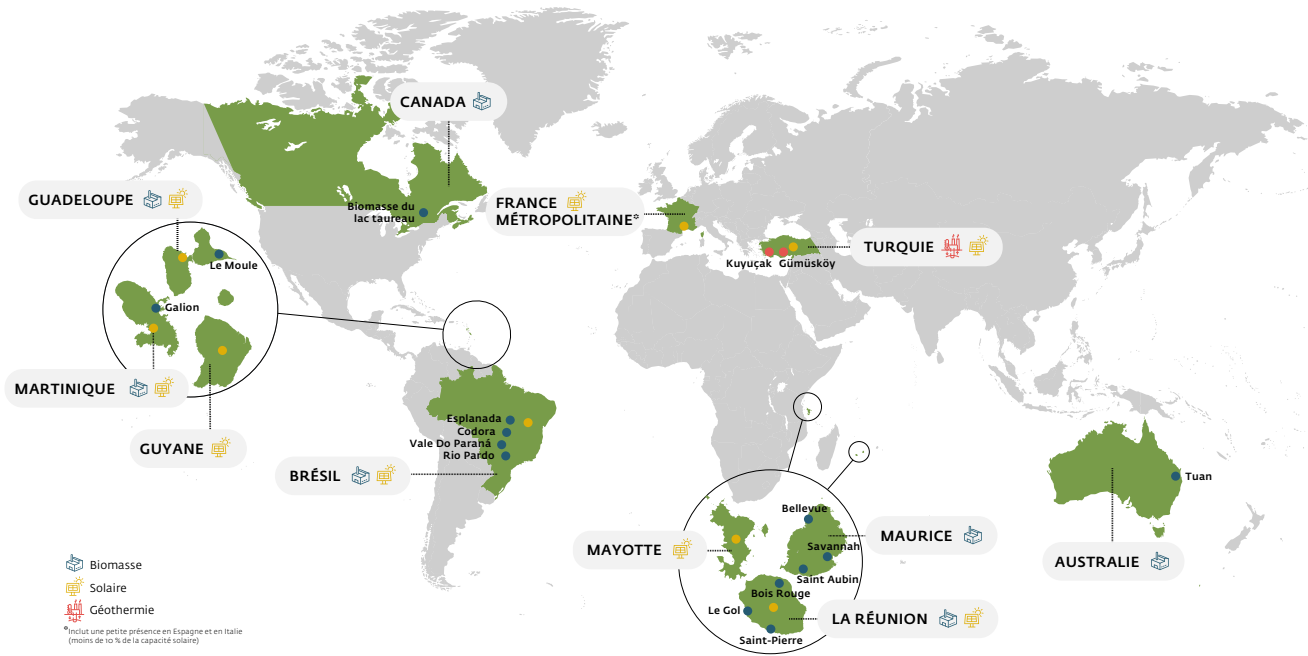 CANADA
GUADELOUPE
Biomasse du
lac taureau
FRANCE
MÉTROPOLITAINE*
TURQUIE
Kuyuçak
Gümüsköy
Le Moule
Galion
MARTINIQUE
GUYANE
Esplanada
Codora
Vale Do Paraná
Rio Pardo
BRÉSIL
Tuan
AUSTRALIE
Bellevue
MAURICE
Savannah
MAYOTTE
Saint Aubin
Bois Rouge
Le Gol
LA RÉUNION
Saint-Pierre
Biomasse
Solaire
Géothermie
*Inclut une petite présence en Espagne et en Italie
(moins de 10 % de la capacité solaire)